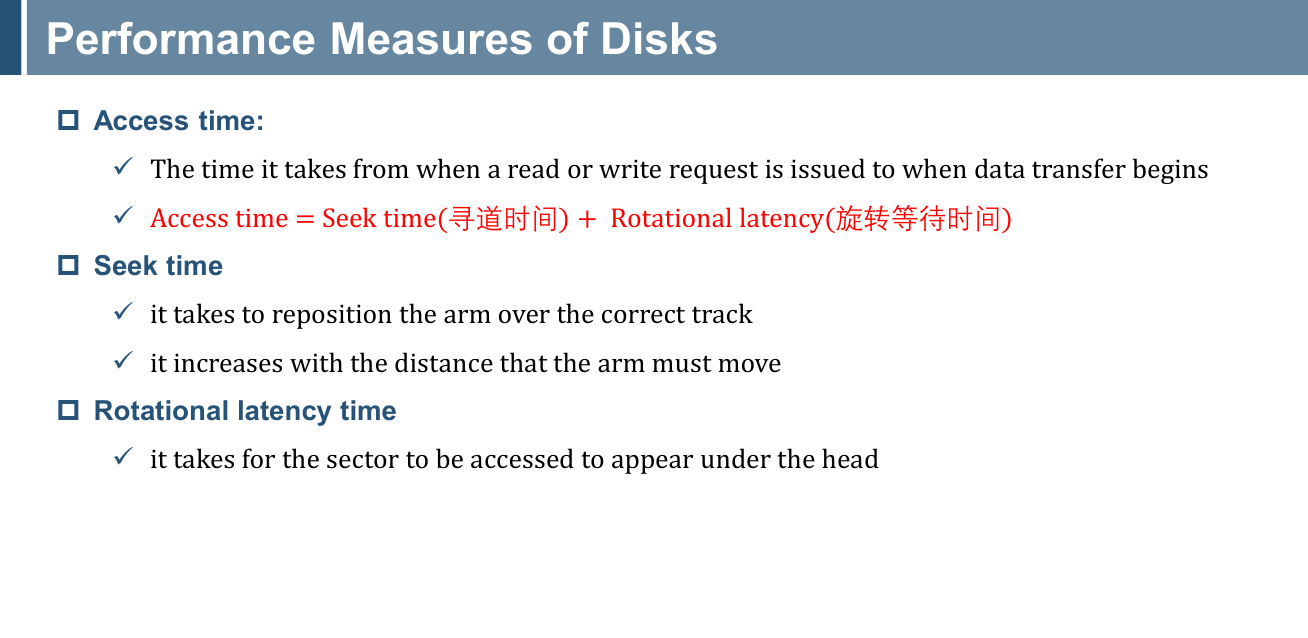 Performance Measures of Disks
Access time:
The time it takes from when a read or write request is issued to when data transfer begins
Access time = Seek time(寻道时间) + Rotational latency(旋转等待时间)
Seek time
it takes to reposition the arm over the correct track
it increases with the distance that the arm must move
Rotational latency time
it takes for the sector to be accessed to appear under the head